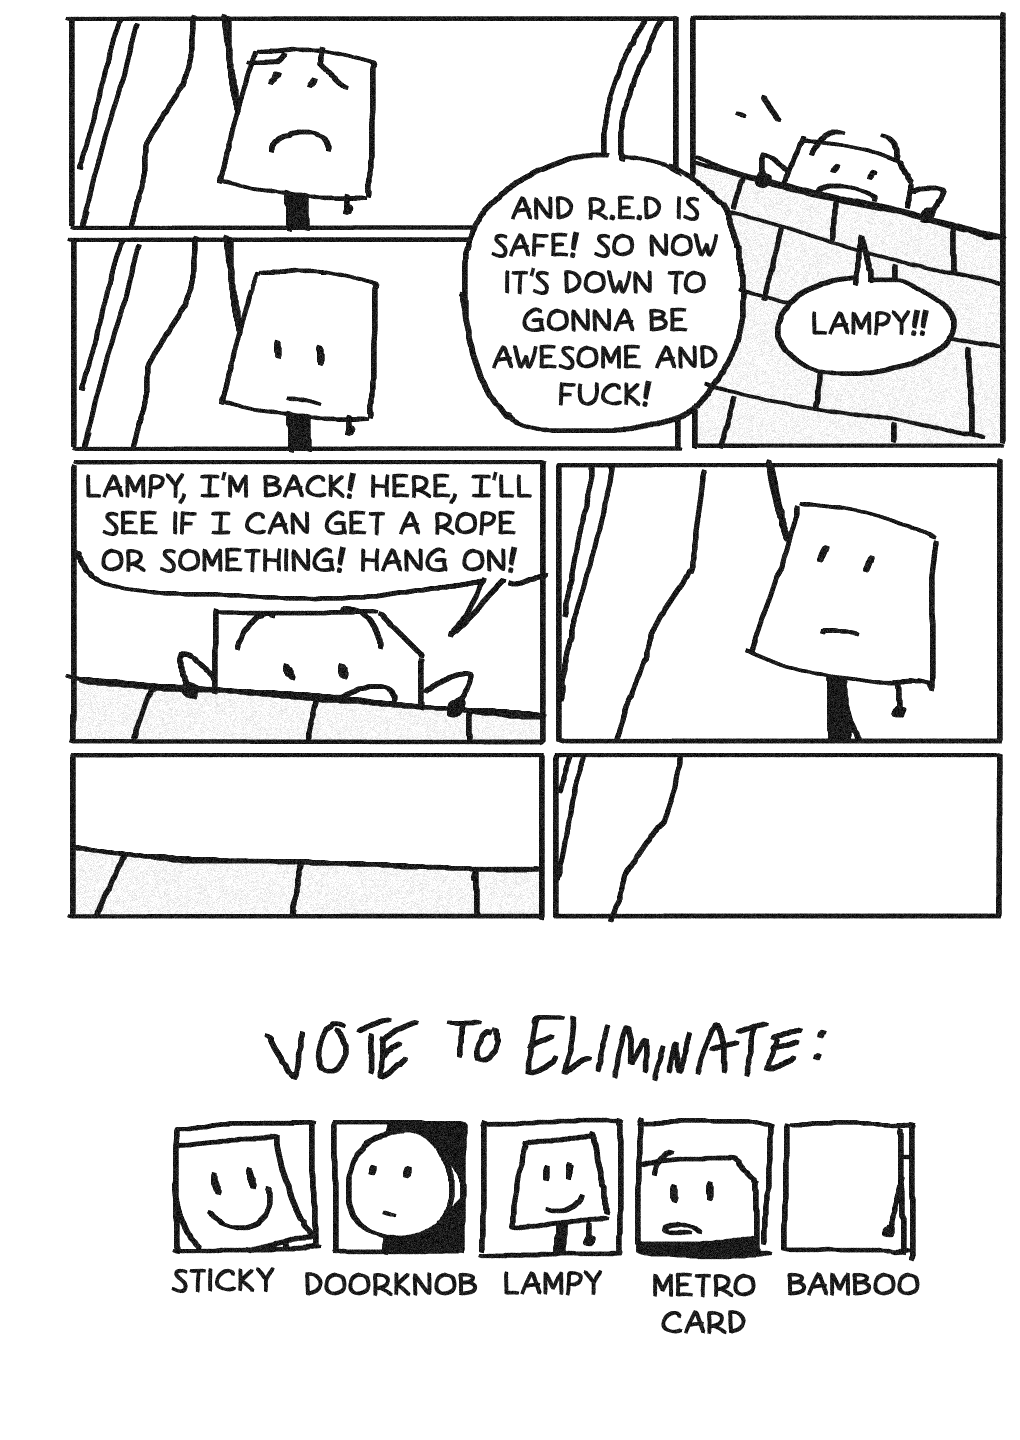 AND R.E.D IS
SAFE! SO NOW
IT'S DOWN TO
GONNA BE
AWESOME AND
FUCK!
LAMPY!!
LAMPY, I'M BACK! HERE, I'LL
SEE IF I CAN GET A ROPE
OR SOMETHING! HANG ON!
VOTE TO ELIMINATE:
STICKY
DOORKNOB
LAMPY
METRO
CARD
BAMBOO